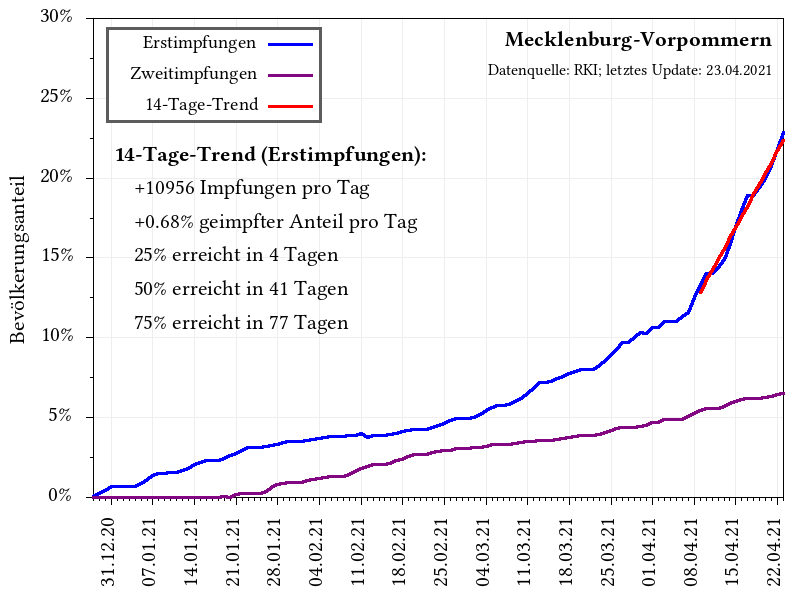 30%
25%
20%
15%
10%
5%
0%
Bevölkerungsanteil
Erstimpfungen
Zweitimpfungen
14-Tage-Trend
Mecklenburg-Vorpommern
Datenquelle: RKI; letztes Update: 23.04.2021
14-Tage-Trend (Erstimpfungen):
+10956 Impfungen pro Tag
+0.68% geimpfter Anteil pro Tag
25% erreicht in 4 Tagen
50% erreicht in 41 Tagen
75% erreicht in 77 Tagen
31.12.20
07.01.21
14.01.21
21.01.21
28.01.21
04.02.21
11.02.21
18.02.21
25.02.21
04.03.21
11.03.21
18.03.21
25.03.21
01.04.21
08.04.21
15.04.21
22.04.21